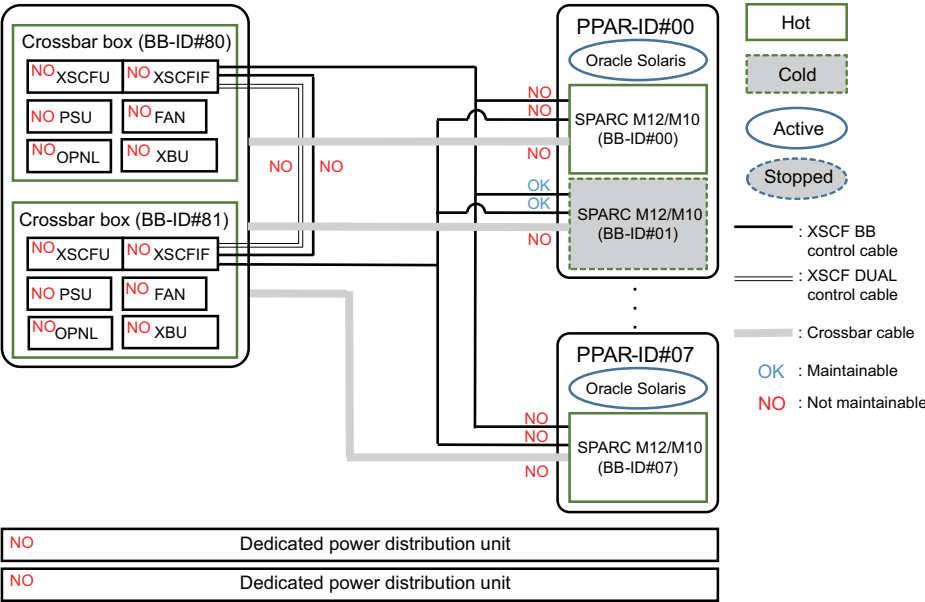 Crossbar box (BB-ID#80)
NO XSCFU
NO XSCFIF
NO PSU
NO FAN
NO OPNL
NO XBU
Crossbar box (BB-ID#81)
NO XSCFU
NO XSCFIF
NO PSU
NO FAN
NO OPNL
NO XBU
NO
NO
PPAR-ID#00
Oracle Solaris
NO
NO
NO
SPARC M12/M10
(BB-ID#00)
OK
OK
NO
SPARC M12/M10
(BB-ID#01)
.
.
.
PPAR-ID#07
Oracle Solaris
NO
NO
NO
SPARC M12/M10
(BB-ID#07)
Hot
Cold
Active
Stopped
: XSCF BB
control cable
: XSCF DUAL
control cable
: Crossbar cable
OK : Maintainable
NO : Not maintainable
NO Dedicated power distribution unit
NO Dedicated power distribution unit